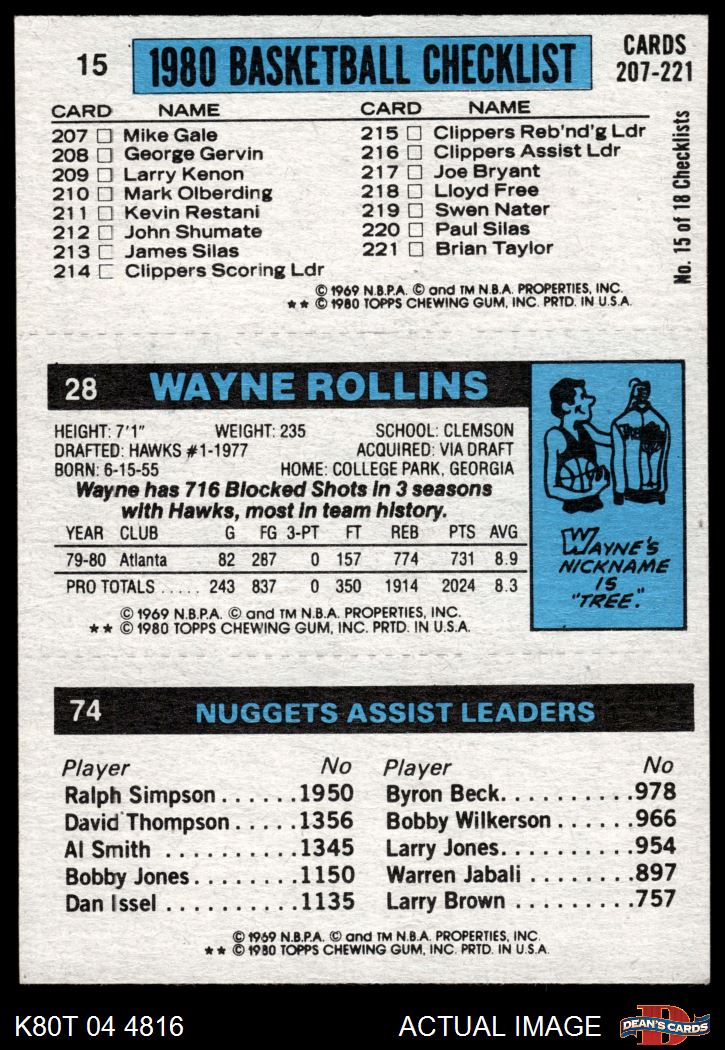 15 1980 BASKETBALL CHECKLIST CARDS 207-221
CARD NAME CARD NAME
207 □ Mike Gale
208 □ George Gervin
209 □ Larry Kenon
210 □ Mark Olberding
211 □ Kevin Restani
212 □ John Shumate
213 □ James Silas
214 □ Clippers Scoring Ldr
215 □ Clippers Reb'nd'g Ldr
216 □ Clippers Assist Ldr
217 □ Joe Bryant
218 □ Lloyd Free
219 □ Swen Nater
220 □ Paul Silas
221 □ Brian Taylor
No. 15 of 18 Checklists
© 1969 N.B.P.A. © and TM N.B.A. PROPERTIES, INC.
★★ © 1980 TOPPS CHEWING GUM, INC. PRTD. IN U.S.A.
28 WAYNE ROLLINS
HEIGHT: 7'1" WEIGHT: 235 SCHOOL: CLEMSON
DRAFTED: HAWKS #1-1977 ACQUIRED: VIA DRAFT
BORN: 6-15-55 HOME: COLLEGE PARK, GEORGIA
Wayne has 716 Blocked Shots in 3 seasons
with Hawks, most in team history.
YEAR CLUB G FG 3-PT FT REB PTS AVG
79-80 Atlanta 82 287 0 157 774 731 8.9
PRO TOTALS ..... 243 837 0 350 1914 2024 8.3
© 1969 N.B.P.A. © and TM N.B.A. PROPERTIES, INC.
★★ © 1980 TOPPS CHEWING GUM, INC. PRTD. IN U.S.A.
WAYNE'S
NICKNAME
IS
"TREE."
74 NUGGETS ASSIST LEADERS
Player No Player No
Ralph Simpson......1950 Byron Beck..........978
David Thompson.....1356 Bobby Wilkerson.....966
Al Smith..........1345 Larry Jones.........954
Bobby Jones........1150 Warren Jabali.......897
Dan Issel..........1135 Larry Brown.........757
© 1969 N.B.P.A. © and TM N.B.A. PROPERTIES, INC.
★★ © 1980 TOPPS CHEWING GUM, INC. PRTD. IN U.S.A.
K80T 04 4816 ACTUAL IMAGE DEAN'S CARDS